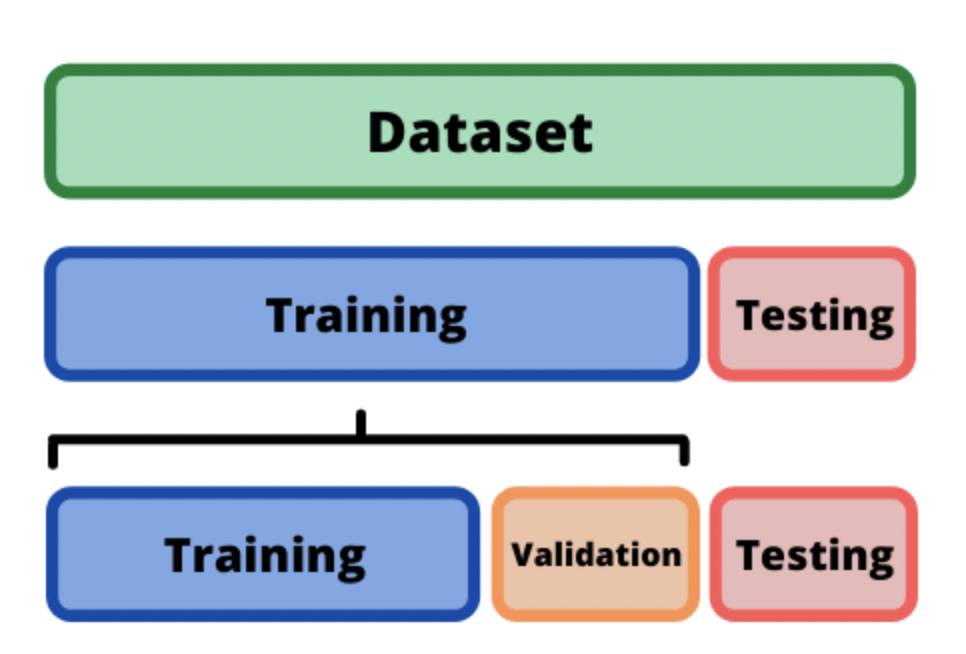 Dataset
Training
Testing
Training
Validation
Testing